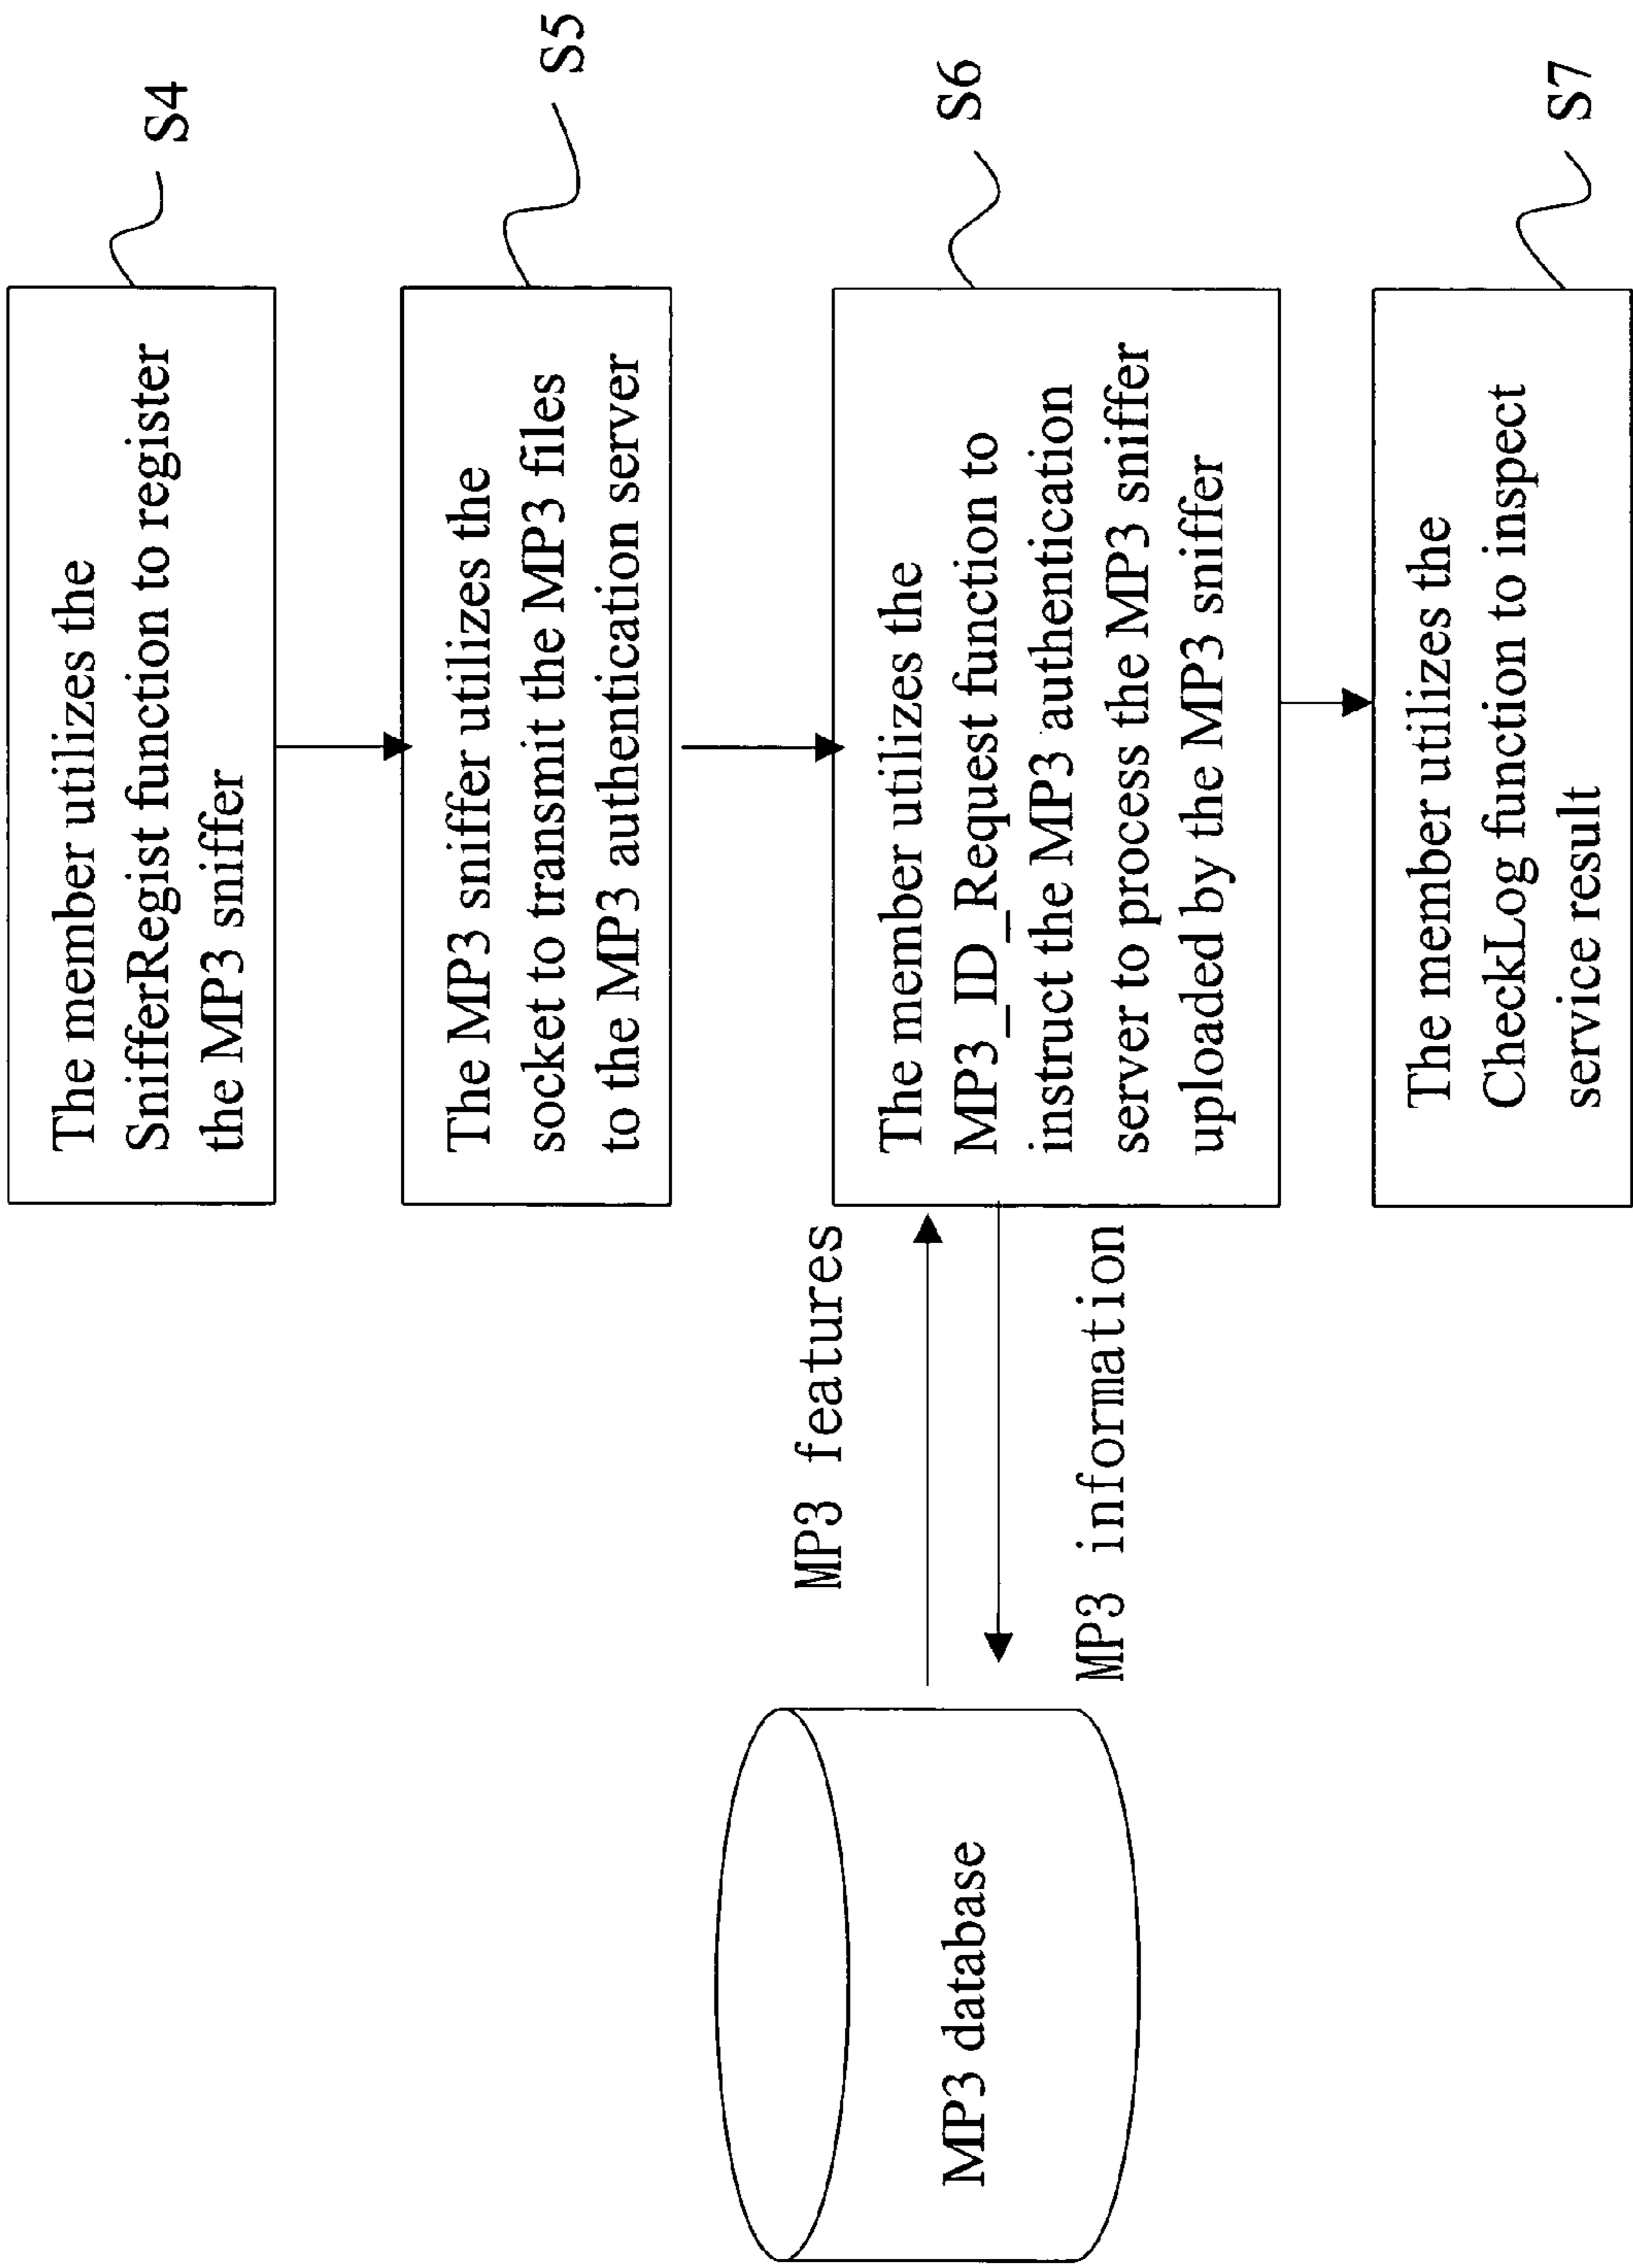 The member utilizes the
SnifferRegist function to register
the MP3 sniffer
S4
The MP3 sniffer utilizes the
socket to transmit the MP3 files
to the MP3 authentication server
S5
MP3 features
MP3 information
MP3 database
The member utilizes the
MP3_ID_Request function to
instruct the MP3 authentication
server to process the MP3 sniffer
uploaded by the MP3 sniffer
S6
The member utilizes the
CheckLog function to inspect
service result
S7